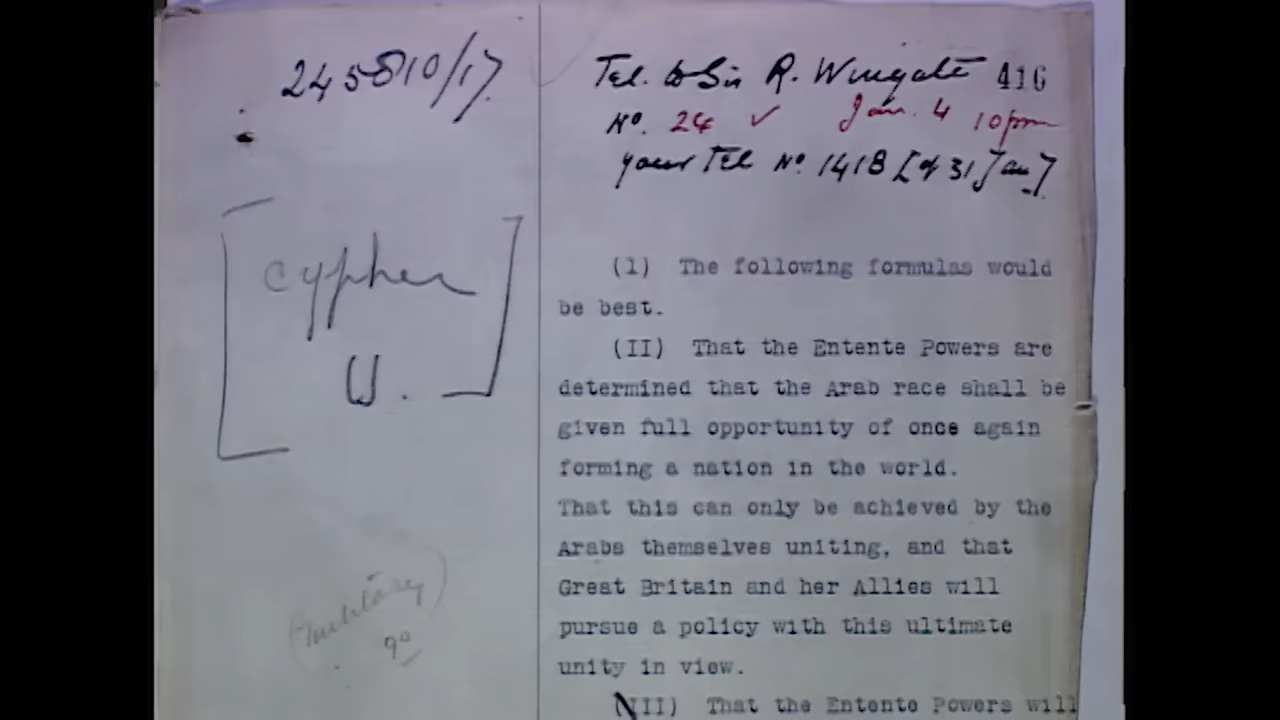 245810/17.
Tel. to Sir R. Wingate 416
No. 24 ✓ Jan. 4 10pm
your Tel No. 1418 [of 31 Jan].
[cypher
W.]
(1) The following formulas would
be best.
(II) That the Entente Powers are
determined that the Arab race shall be
given full opportunity of once again
forming a nation in the world.
That this can only be achieved by the
Arabs themselves uniting, and that
Great Britain and her Allies will
pursue a policy with this ultimate
unity in view.
(III) That the Entente Powers will